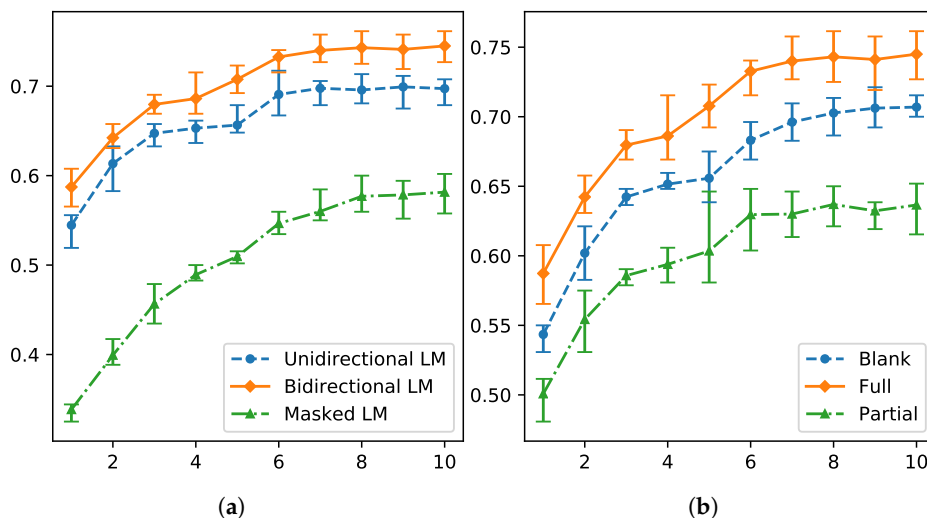 0.7
0.6
0.5
0.4
Unidirectional LM
Bidirectional LM
Masked LM
2 4 6 8 10
(a)
0.75
0.70
0.65
0.60
0.55
0.50
Blank
Full
Partial
2 4 6 8 10
(b)